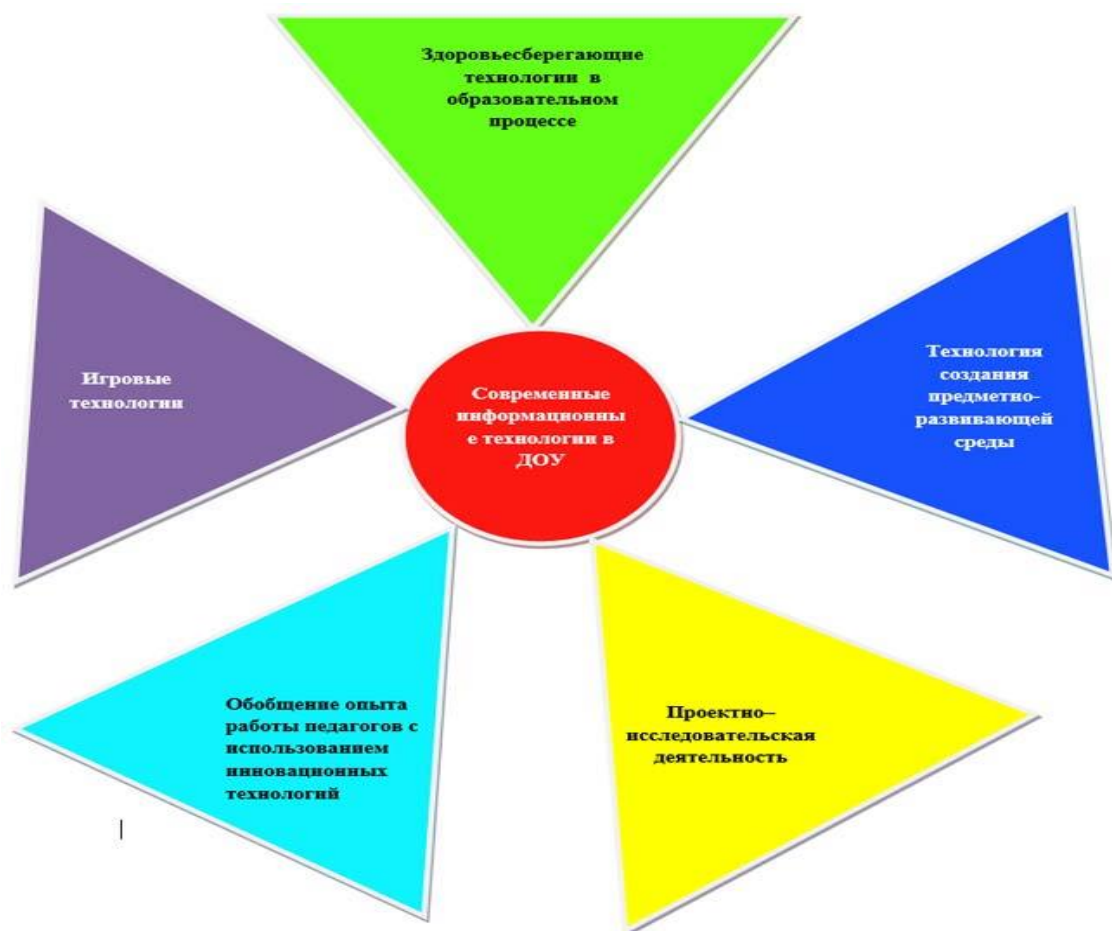 Здоровьесберегающие
технологии в
образовательном
процессе
Игровые
технологии
Современные
информационны
е технологии в
ДОУ
Технология
создания
предметно-
развивающей
среды
Обобщение опыта
работы педагогов с
использованием
инновационных
технологий
Проектно–
исследовательская
деятельность